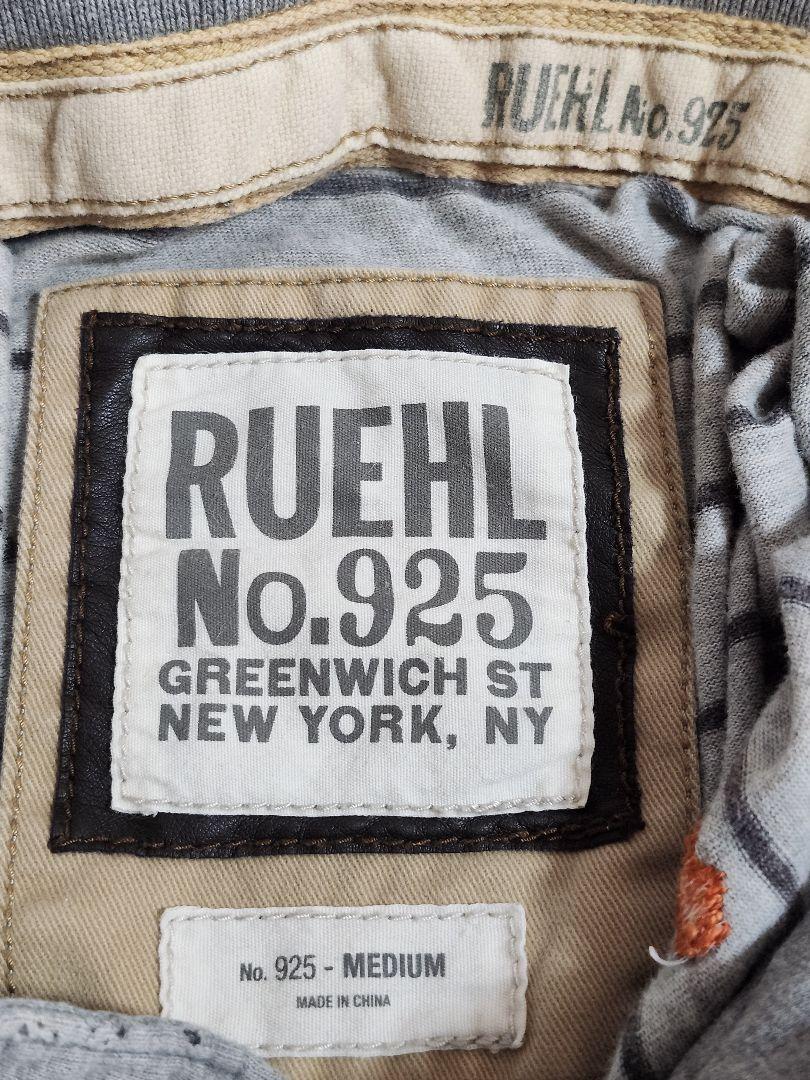 RUEHL No.925
RUEHL
No.925
GREENWICH ST
NEW YORK, NY
No. 925 - MEDIUM
MADE IN CHINA